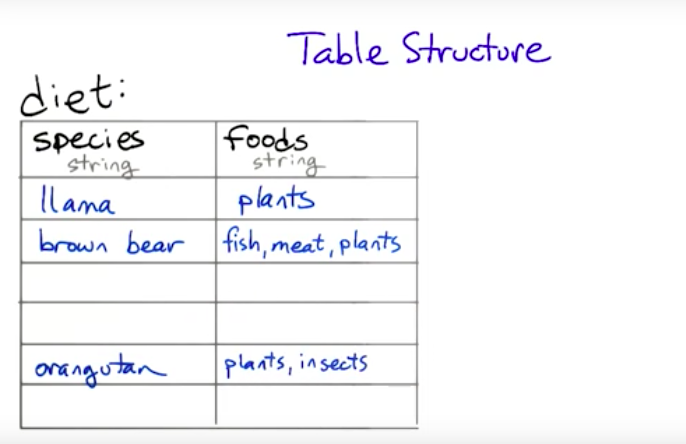 Table Structure
diet:
species foods
string string
llama plants
brown bear fish, meat, plants
orangutan plants, insects